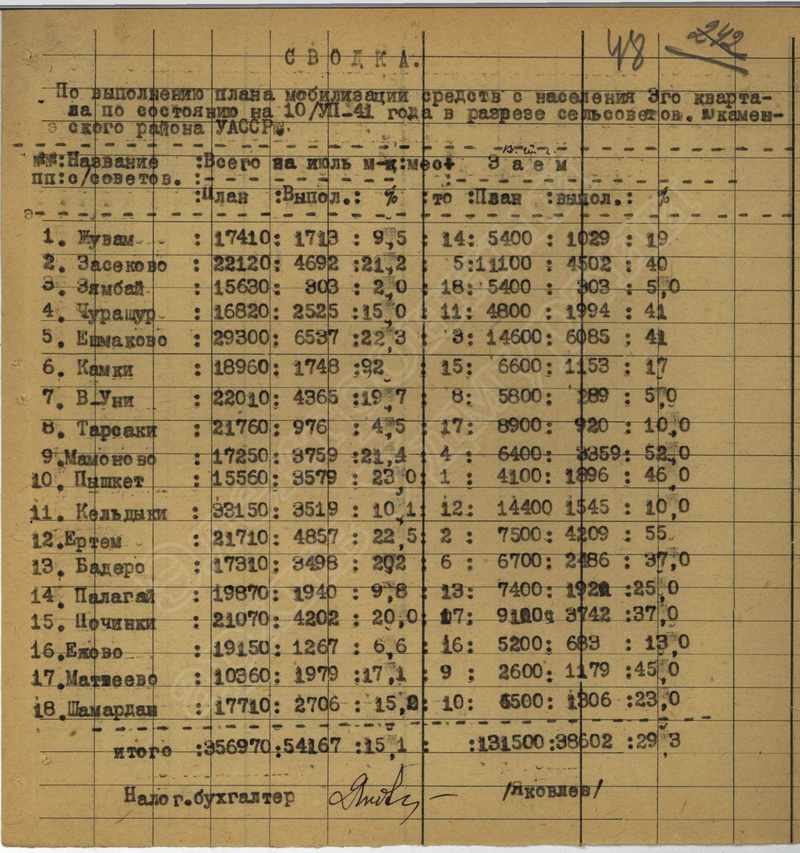 48 242
СВОДКА.
По выполнению плана мобилизации средств с населения 3го кварта-
ла по состоянию на 10/УП-41 года в разрезе сельсоветов. Юкамен-
ского района УАССР.
№№:Название :Всего на июль м-ц:мес+ Заем
пп:с/советов. :
:План :Выпол.: % :то :План :выпол.: %
1. Жувам : 17410: 1713 : 9,5 : 14: 5400 : 1029 : 19
2. Засеково : 22120: 4692 :21,2 : 5:11100 : 4502 : 40
3. Зямбай : 15630: 303 : 2,0 : 18: 5400 : 303 : 5,0
4. Чуращур : 16820: 2525 :15,0 : 11: 4800 : 1994 : 41
5. Ешмаково : 29300: 6537 :22,3 : 3: 14600: 6085 : 41
6. Камки : 18960: 1748 :92 : 15: 6600: 1153 : 17
7. В-Уни : 22010: 4365 :19,7 : 8: 5800: 289 : 5,0
8. Тарсаки : 21760: 976 : 4,5 : 17: 8900: 920 : 10,0
9.Мамоново : 17250: 3759 :21,4 : 4 : 6400: 3359: 52,0
10. Пышкет : 15560: 3579 : 23,0: 1 : 4100: 1896 : 46,0
11. Кельдыки : 33150: 3519 : 10,1: 12: 14400 1545 : 10,0
12.Ертем : 21710: 4857 : 22,5: 2 : 7500: 4209 : 55
13. Бадеро : 17310: 3498 : 202 : 6 : 6700: 2486 : 37,0
14. Палагай : 19870: 1940 : 9,8 : 13: 7400: 1921 :25,0
15. Починки : 21070: 4202 : 20,0: 17: 9110: 3742 :37,0
16.Ежово : 19150: 1267 : 6,6 : 16: 5200: 683 : 13,0
17.Матвеево : 10360: 1979 :17,1 : 9 : 2600: 1179 :45,0
18.Шамардан : 17710: 2706 : 15,2: 10: 5500: 1306 :23,0
итого :356970:54167 :15,1 : :131500:38602 :29,3
Налог.бухгалтер /Яковлев/